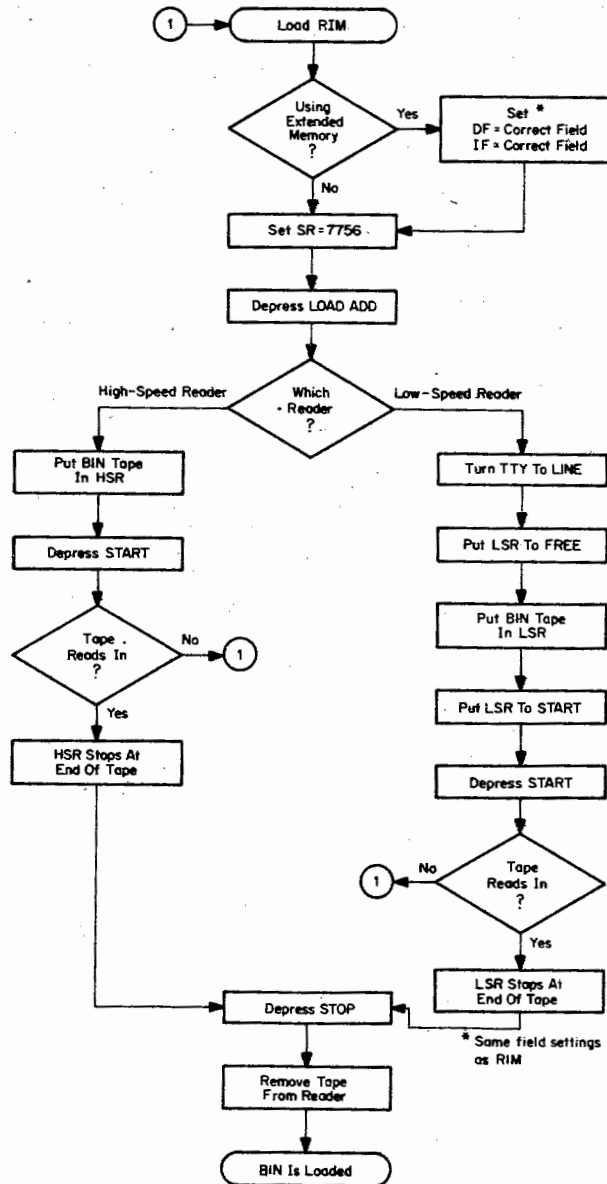 1
Load RIM
Using
Extended
Memory
?
Yes
Set *
DF = Correct Field
IF = Correct Field
No
Set SR=7756
Depress LOAD ADD
High-Speed Reader
Which
Reader
?
Low-Speed Reader
Put BIN Tape
In HSR
Depress START
Tape
Reads In
?
No
1
Yes
HSR Stops At
End Of Tape
Turn TTY To LINE
Put LSR To FREE
Put BIN Tape
In LSR
Put LSR To START
Depress START
Tape
Reads In
?
No
1
Yes
LSR Stops At
End Of Tape
* Same field settings
as RIM
Depress STOP
Remove Tape
From Reader
BIN Is Loaded